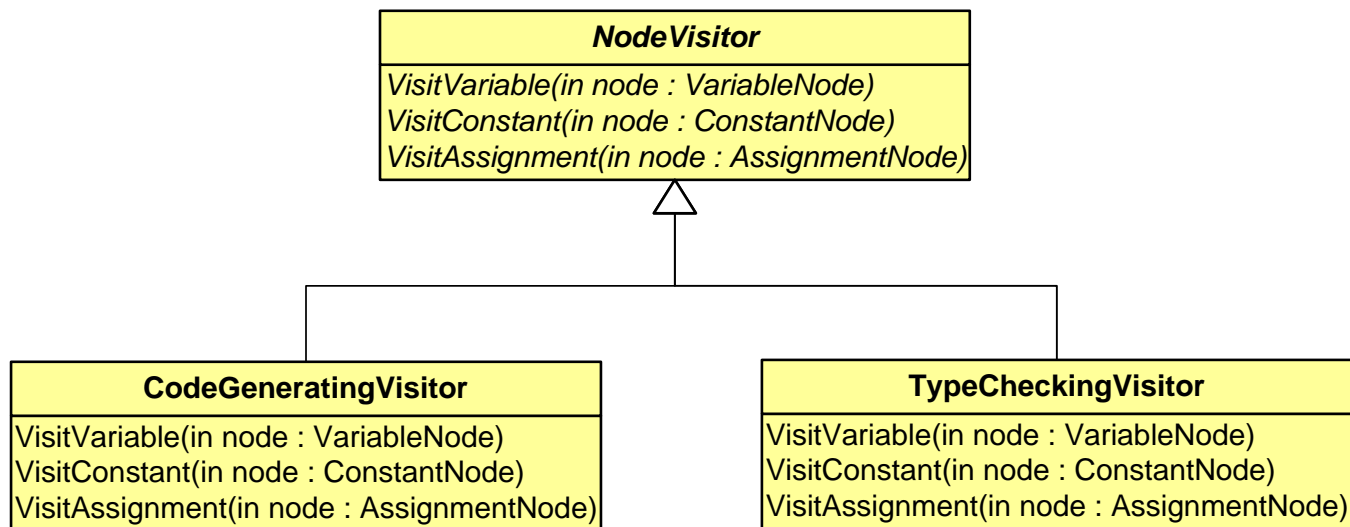 NodeVisitor
VisitVariable(in node : VariableNode)
VisitConstant(in node : ConstantNode)
VisitAssignment(in node : AssignmentNode)
CodeGeneratingVisitor
VisitVariable(in node : VariableNode)
VisitConstant(in node : ConstantNode)
VisitAssignment(in node : AssignmentNode)
TypeCheckingVisitor
VisitVariable(in node : VariableNode)
VisitConstant(in node : ConstantNode)
VisitAssignment(in node : AssignmentNode)